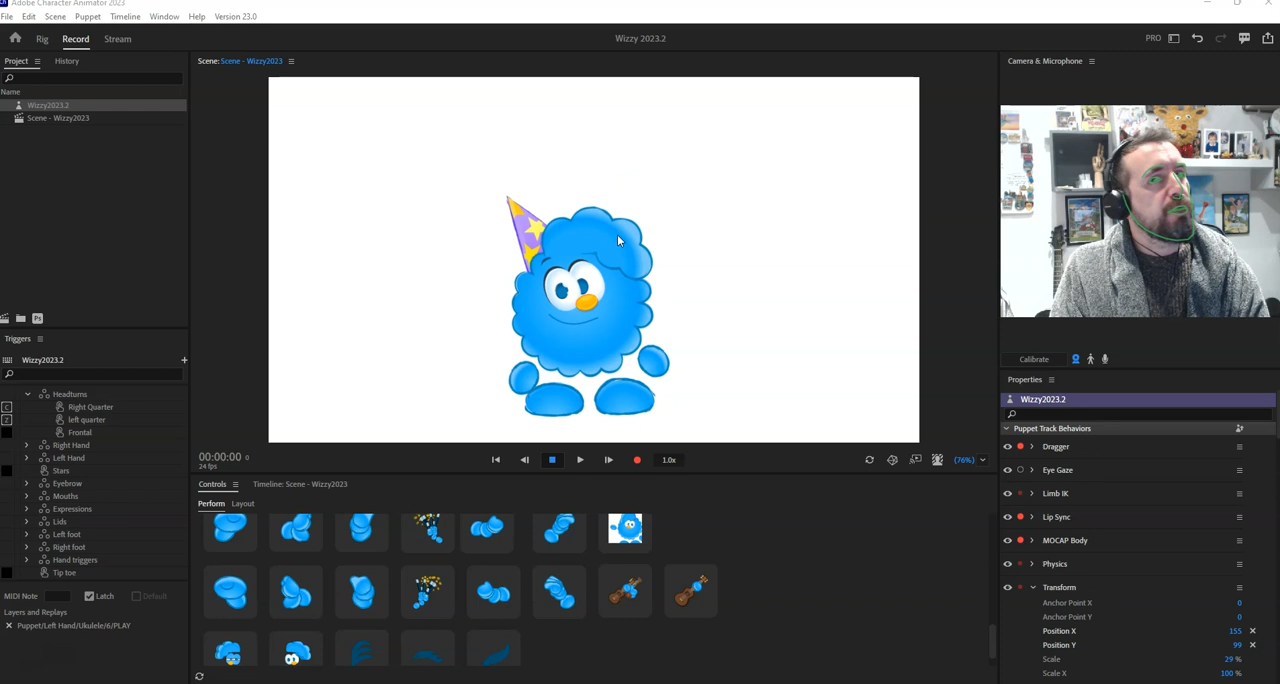 Adobe Character Animator 2023
File Edit Scene Puppet Timeline Window Help Version 23.0
Rig Record Stream
Wizzy 2023.2
PRO
Project History
Name
Wizzy2023.2
Scene - Wizzy2023
Ps
Scene: Scene - Wizzy2023
Camera & Microphone
Triggers
Wizzy2023.2
Headturns
C Right Quarter
Z left quarter
Frontal
Right Hand
Left Hand
Stars
Eyebrow
Mouths
Expressions
Lids
Left foot
Right foot
Hand triggers
Tip toe
MIDI Note Latch Default
Layers and Replays
Puppet/Left Hand/Ukulele/6/PLAY
00:00:00 0
24 fps
1.0x
(76%)
Controls Timeline: Scene - Wizzy2023
Perform Layout
Calibrate
Properties
Wizzy2023.2
Puppet Track Behaviors
Dragger
Eye Gaze
Limb IK
Lip Sync
MOCAP Body
Physics
Transform
Anchor Point X 0
Anchor Point Y 0
Position X 155
Position Y 99
Scale 29 %
Scale X 100 %